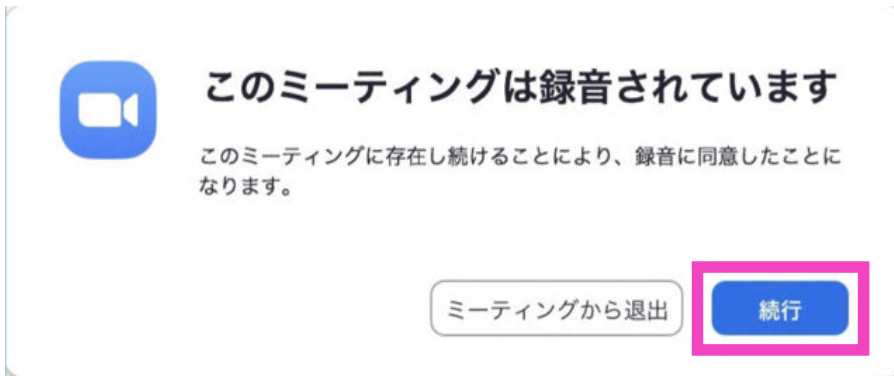 このミーティングは録音されています
このミーティングに存在し続けることにより、録音に同意したことに
なります。
ミーティングから退出
続行